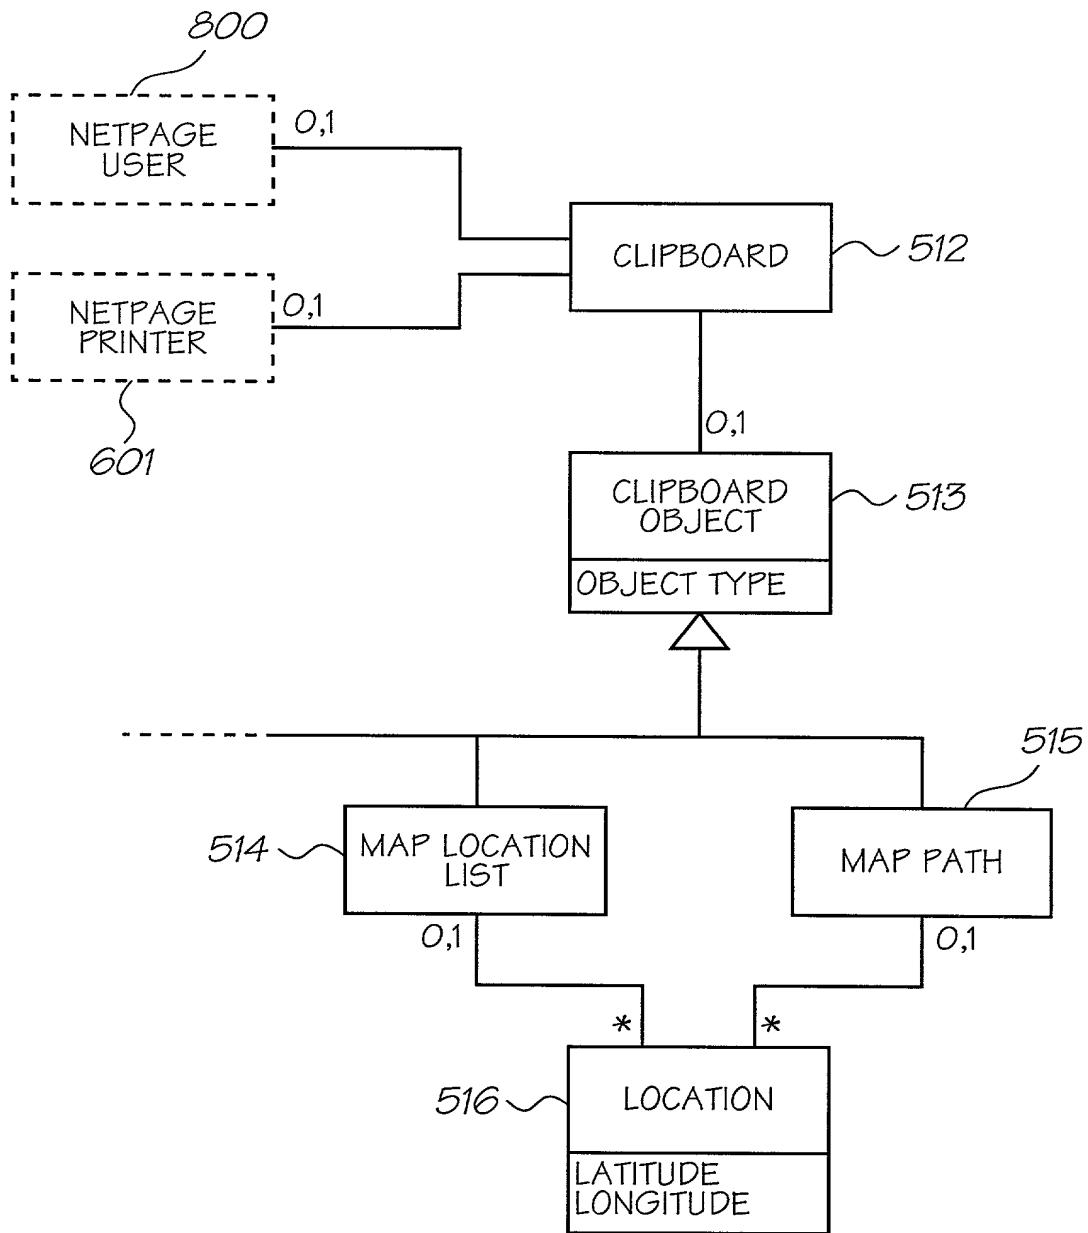 800
NETPAGE
USER
0,1
CLIPBOARD
512
NETPAGE
PRINTER
0,1
601
0,1
CLIPBOARD
OBJECT
513
OBJECT TYPE
515
514
MAP LOCATION
LIST
MAP PATH
0,1
0,1
*
*
516
LOCATION
LATITUDE
LONGITUDE